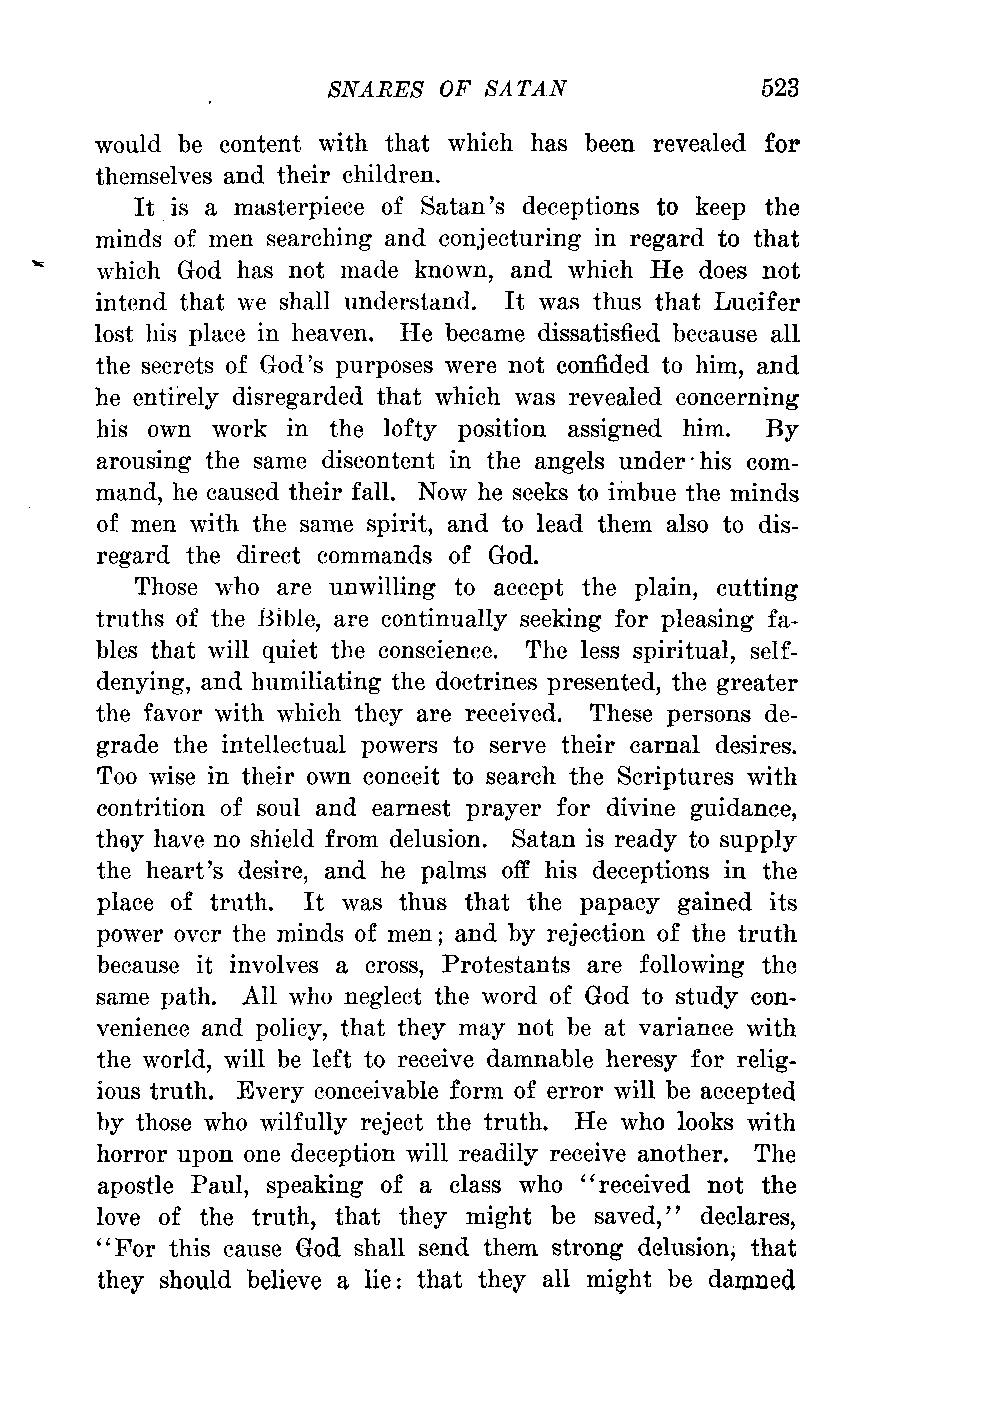 SNARES OF SATAN 523
would be content with that which has been revealed for
themselves and their children.
It is a masterpiece of Satan's deceptions to keep the
minds of men searching and conjecturing in regard to that
which God has not made known, and which He does not
intend that we shall understand. It was thus that Lucifer
lost his place in heaven. He became dissatisfied because all
the secrets of God's purposes were not confided to him, and
he entirely disregarded that which was revealed concerning
his own work in the lofty position assigned him. By
arousing the same discontent in the angels under his com-
mand, he caused their fall. Now he seeks to imbue the minds
of men with the same spirit, and to lead them also to dis-
regard the direct commands of God.
Those who are unwilling to accept the plain, cutting
truths of the Bible, are continually seeking for pleasing fa-
bles that will quiet the conscience. The less spiritual, self-
denying, and humiliating the doctrines presented, the greater
the favor with which they are received. These persons de-
grade the intellectual powers to serve their carnal desires.
Too wise in their own conceit to search the Scriptures with
contrition of soul and earnest prayer for divine guidance,
they have no shield from delusion. Satan is ready to supply
the heart's desire, and he palms off his deceptions in the
place of truth. It was thus that the papacy gained its
power over the minds of men; and by rejection of the truth
because it involves a cross, Protestants are following the
same path. All who neglect the word of God to study con-
venience and policy, that they may not be at variance with
the world, will be left to receive damnable heresy for relig-
ious truth. Every conceivable form of error will be accepted
by those who wilfully reject the truth. He who looks with
horror upon one deception will readily receive another. The
apostle Paul, speaking of a class who "received not the
love of the truth, that they might be saved," declares,
"For this cause God shall send them strong delusion, that
they should believe a lie: that they all might be damned